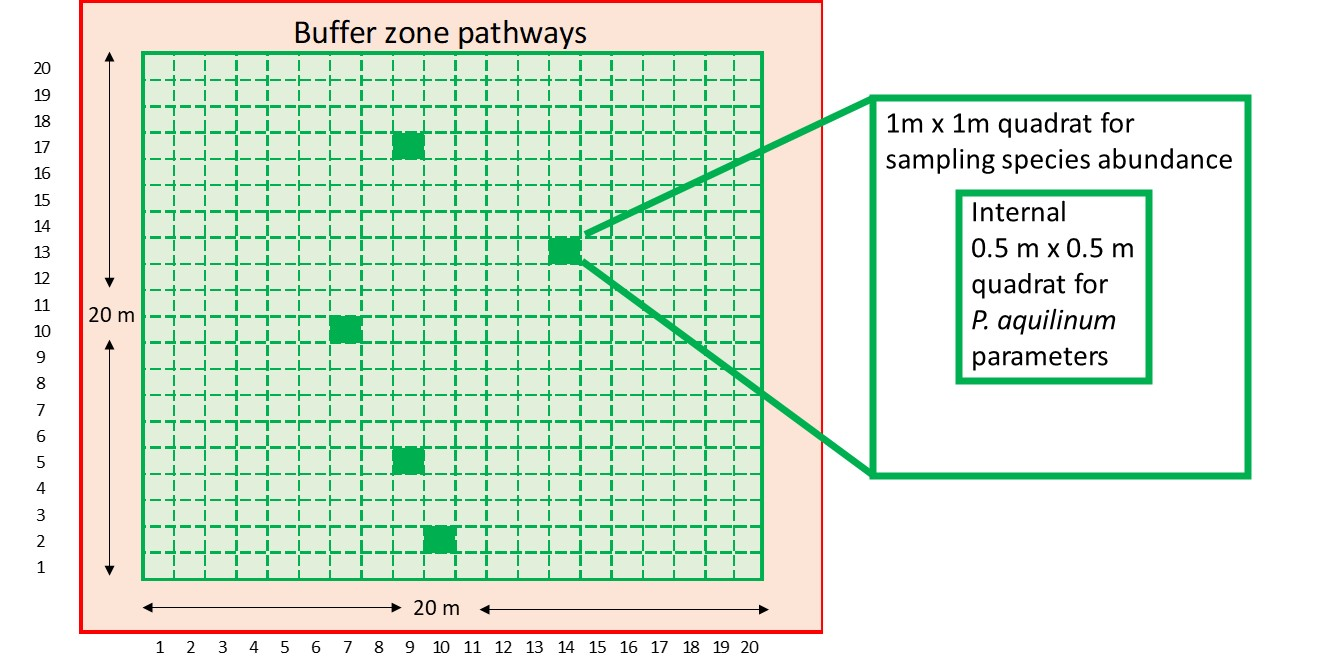 Buffer zone pathways
20
19
18
17
16
15
14
13
12
11
10
9
8
7
6
5
4
3
2
1
20 m
20 m
1 2 3 4 5 6 7 8 9 10 11 12 13 14 15 16 17 18 19 20
1m x 1m quadrat for
sampling species abundance
Internal
0.5 m x 0.5 m
quadrat for
P. aquilinum
parameters